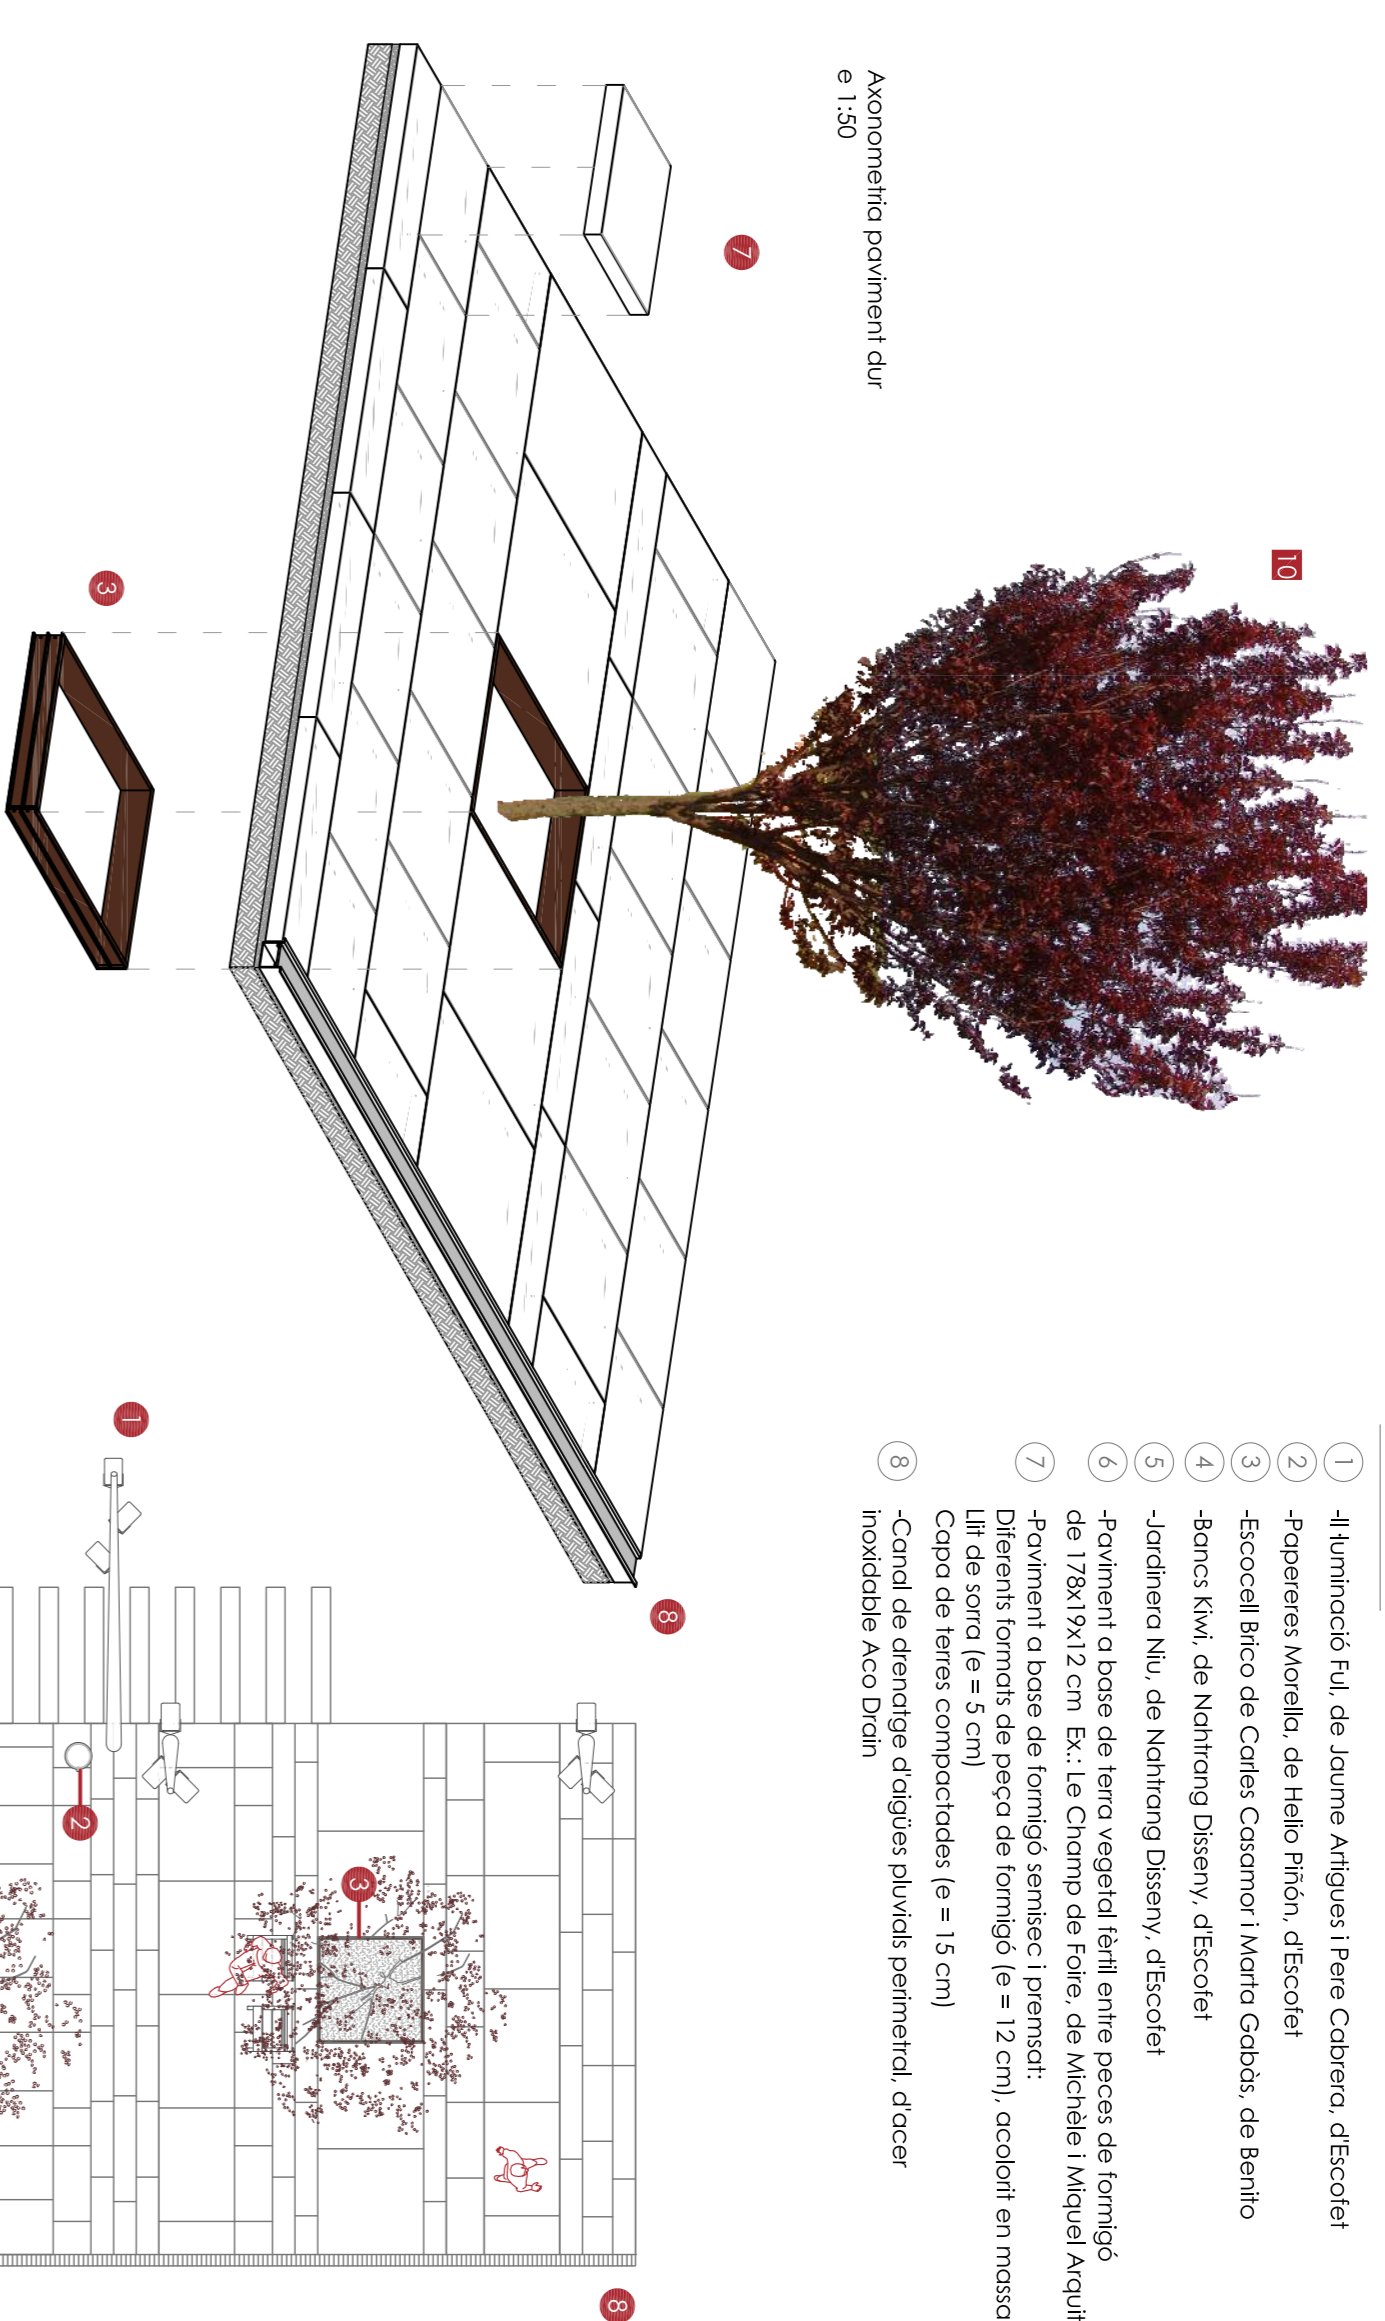 Axonometria paviment dur
e 1:50
7
3
10
1 -Il·luminació Ful, de Jaume Artigues i Pere Cabrera, d'Escofet
2 -Papereres Morella, de Helio Piñón, d'Escofet
3 -Escocell Brico de Carles Casamor i Marta Gabàs, de Benito
4 -Bancs Kiwi, de Nahtrang Disseny, d'Escofet
5 -Jardinera Niu, de Nahtrang Disseny, d'Escofet
6 -Paviment a base de terra vegetal fèrtil entre peces de formigó
de 178x19x12 cm Ex.: Le Champ de Foire, de Michèle i Miquel Arquit
7 -Paviment a base de formigó semisec i premsat:
Diferents formats de peça de formigó (e = 12 cm), acolorit en massa
Llit de sorra (e = 5 cm)
Capa de terres compactades (e = 15 cm)
8 -Canal de drenatge d'aigües pluvials perimetral, d'acer
inoxidable Aco Drain
8
1
2
3
8